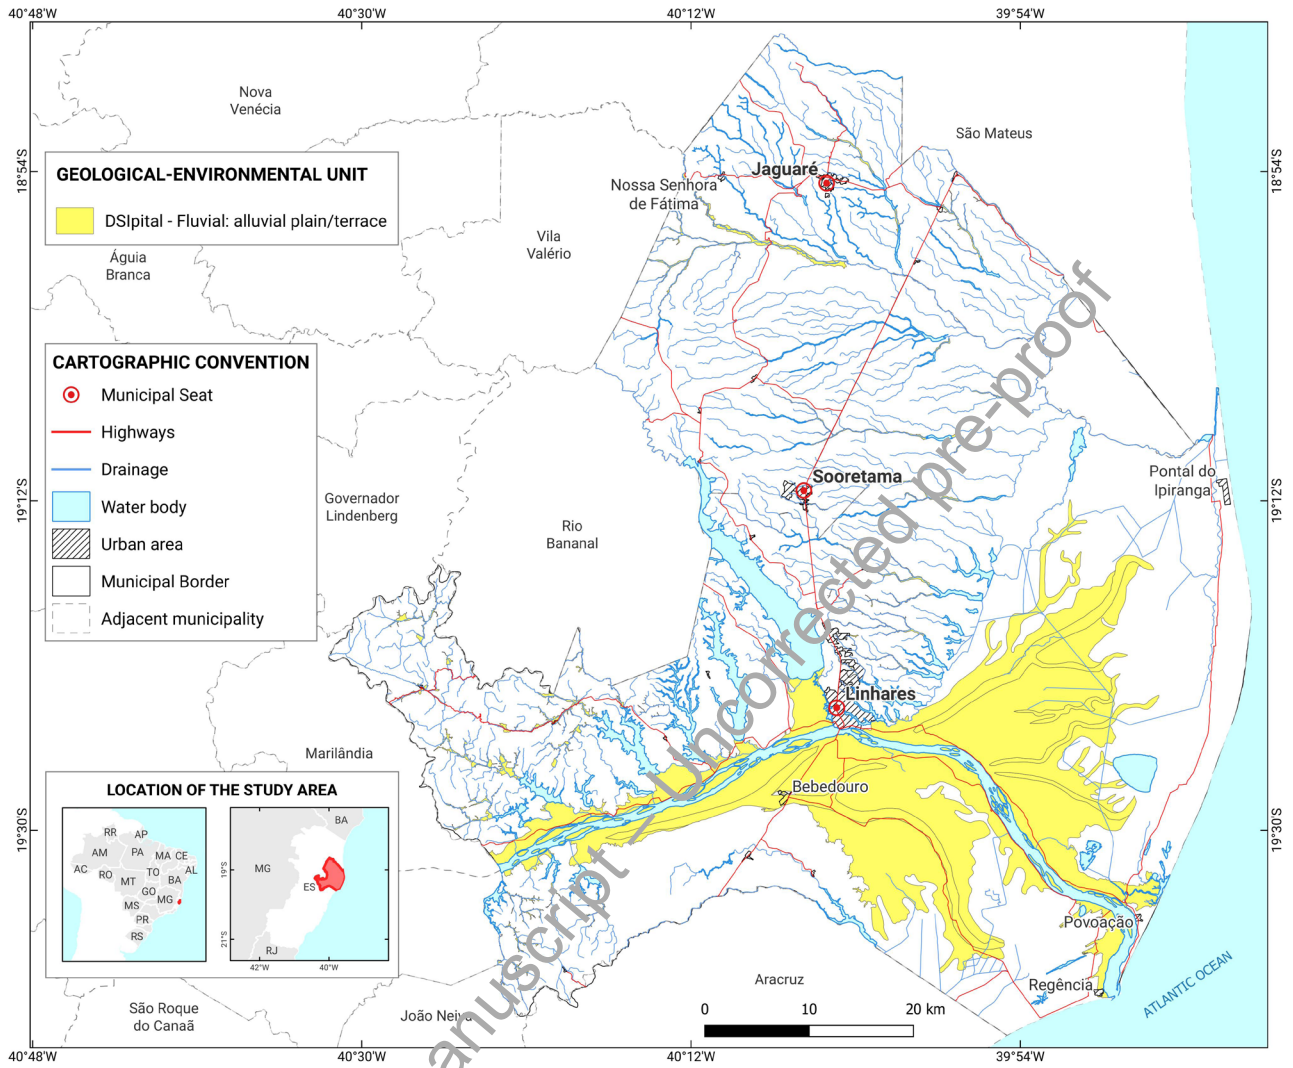 40°48'W
40°30'W
40°12'W
39°54'W
18°54'S
19°12'S
19°30'S
18°54'S
19°12'S
19°30'S
40°48'W
40°30'W
40°12'W
39°54'W
Nova
Venécia
São Mateus
Jaguaré
Nossa Senhora
de Fátima
Vila
Valério
Águia
Branca
GEOLOGICAL-ENVIRONMENTAL UNIT
DSIpital - Fluvial: alluvial plain/terrace
CARTOGRAPHIC CONVENTION
Municipal Seat
Highways
Drainage
Water body
Urban area
Municipal Border
Adjacent municipality
Governador
Lindenberg
Rio
Bananal
Sooretama
Pontal do
Ipiranga
Linhares
Marilândia
Bebedouro
Povoação
Regência
Aracruz
João Neiva
São Roque
do Canaã
ATLANTIC OCEAN
0
10
20 km
LOCATION OF THE STUDY AREA
RR
AP
AM
PA
MA
CE
AC
RO
TO
AL
MT
BA
GO
MS
MG
PR
RS
BA
MG
ES
RJ
19°S
21°S
42°W
40°W
anuscript – Uncorrected pre-proof